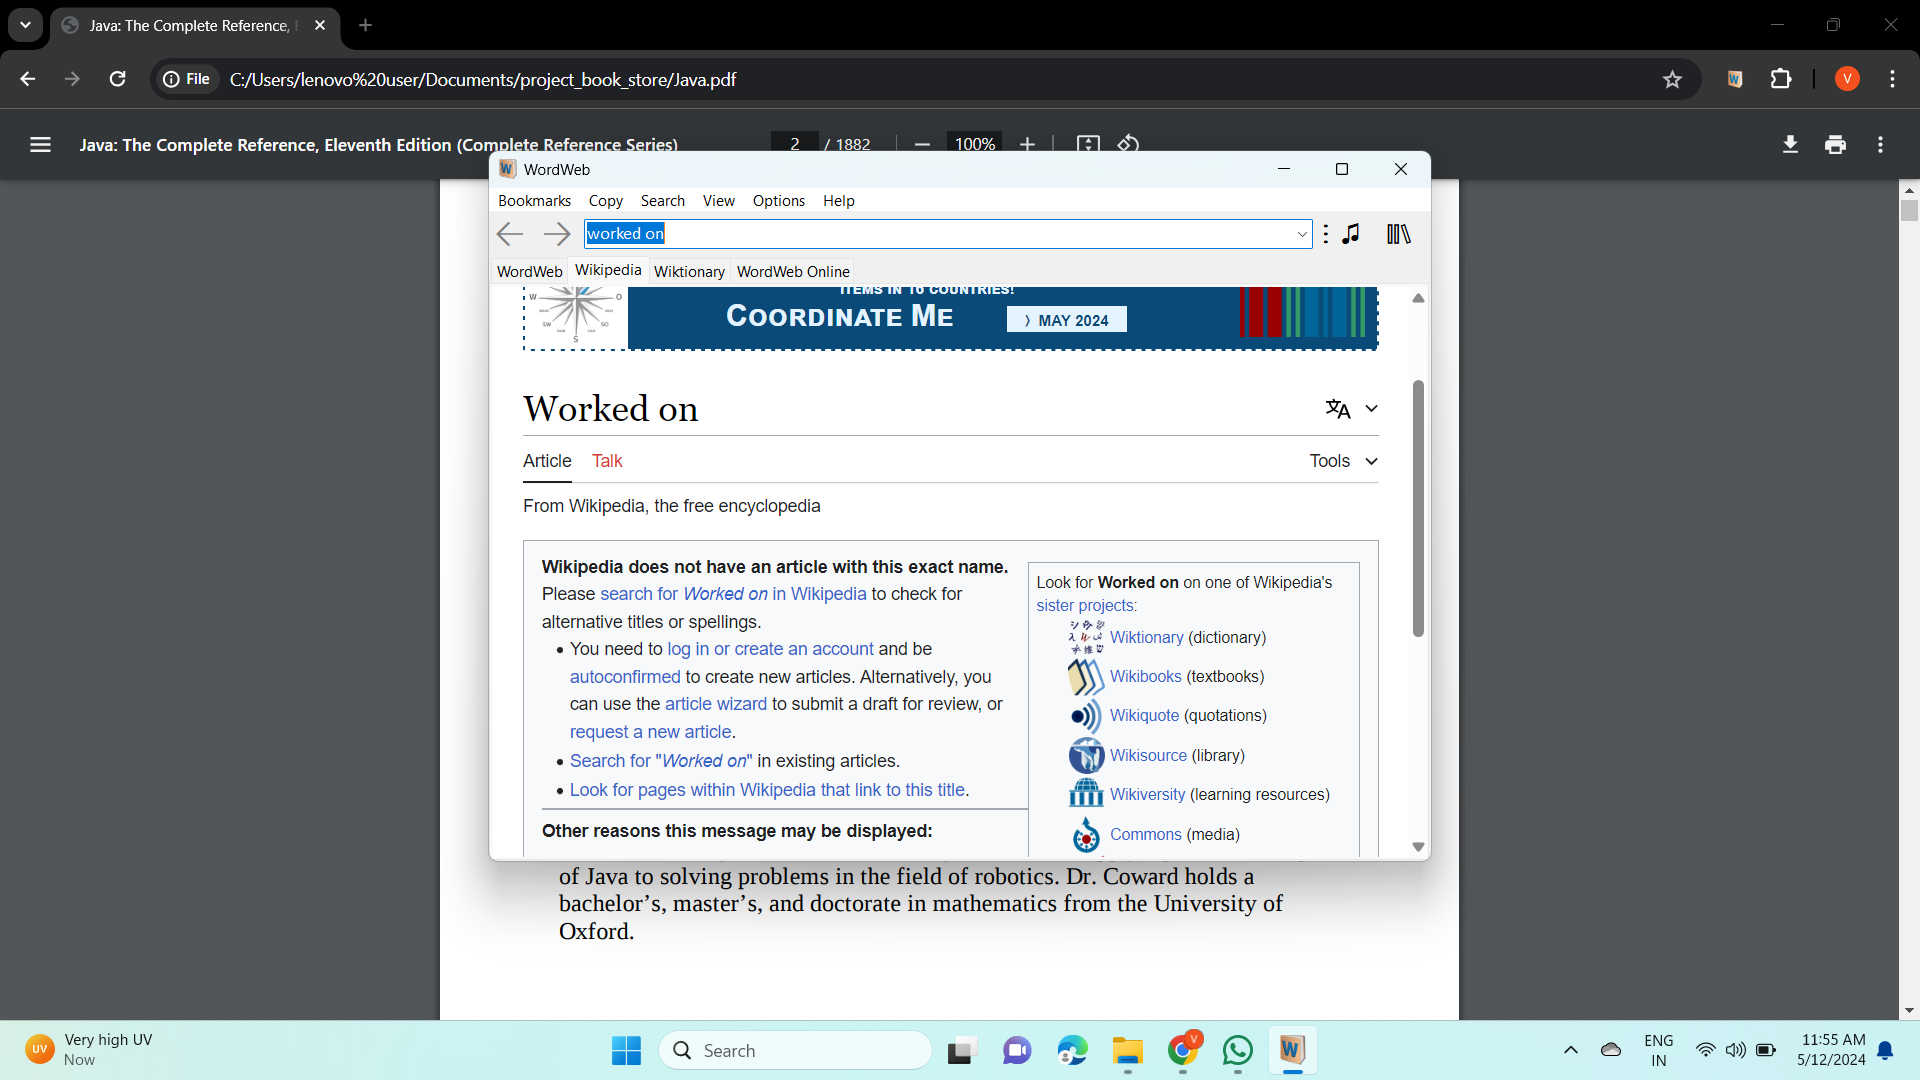 Java: The Complete Reference, E
File C:/Users/lenovo%20user/Documents/project_book_store/Java.pdf
V
Java: The Complete Reference, Eleventh Edition (Complete Reference Series) 2 / 1882 100%
WordWeb
Bookmarks Copy Search View Options Help
worked on
WordWeb Wikipedia Wiktionary WordWeb Online
ITEMS IN 16 COUNTRIES!
W O
COORDINATE ME
⟩ MAY 2024
SW SO
S
Worked on
Article Talk Tools
From Wikipedia, the free encyclopedia
Wikipedia does not have an article with this exact name.
Please search for Worked on in Wikipedia to check for
alternative titles or spellings.
• You need to log in or create an account and be
autoconfirmed to create new articles. Alternatively, you
can use the article wizard to submit a draft for review, or
request a new article.
• Search for "Worked on" in existing articles.
• Look for pages within Wikipedia that link to this title.
Other reasons this message may be displayed:
Look for Worked on on one of Wikipedia's
sister projects:
Wiktionary (dictionary)
Wikibooks (textbooks)
Wikiquote (quotations)
Wikisource (library)
Wikiversity (learning resources)
Commons (media)
of Java to solving problems in the field of robotics. Dr. Coward holds a
bachelor’s, master’s, and doctorate in mathematics from the University of
Oxford.
UV
Very high UV
Now
Search
V
W
ENG
IN
11:55 AM
5/12/2024